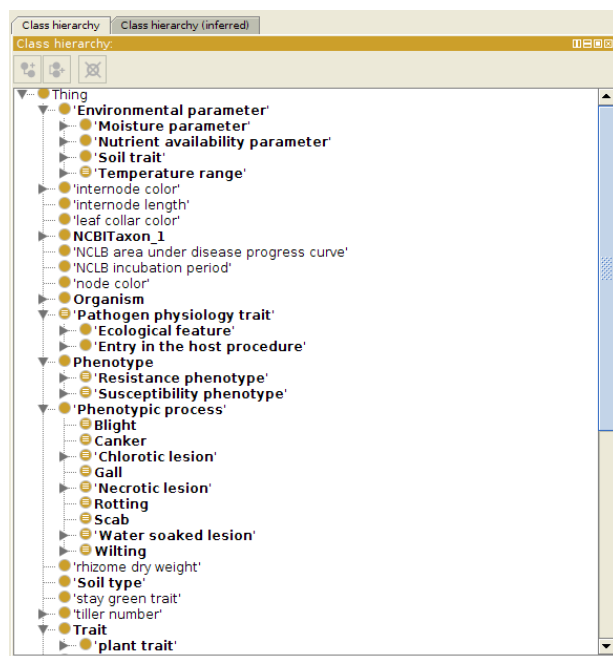 Class hierarchy Class hierarchy (inferred)
Class hierarchy:
Thing
'Environmental parameter'
'Moisture parameter'
'Nutrient availability parameter'
'Soil trait'
'Temperature range'
'internode color'
'internode length'
'leaf collar color'
NCBITaxon_1
'NCLB area under disease progress curve'
'NCLB incubation period'
'node color'
Organism
'Pathogen physiology trait'
'Ecological feature'
'Entry in the host procedure'
Phenotype
'Resistance phenotype'
'Susceptibility phenotype'
'Phenotypic process'
Blight
Canker
'Chlorotic lesion'
Gall
'Necrotic lesion'
Rotting
Scab
'Water soaked lesion'
Wilting
'rhizome dry weight'
'Soil type'
'stay green trait'
'tiller number'
Trait
'plant trait'